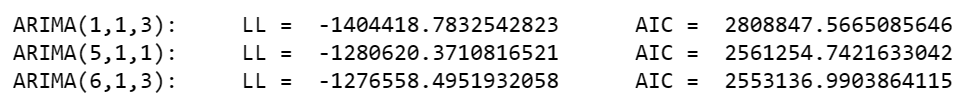 ARIMA(1,1,3):     LL =  -1404418.7832542823     AIC =  2808847.5665085646
ARIMA(5,1,1):     LL =  -1280620.3710816521     AIC =  2561254.7421633042
ARIMA(6,1,3):     LL =  -1276558.4951932058     AIC =  2553136.9903864115